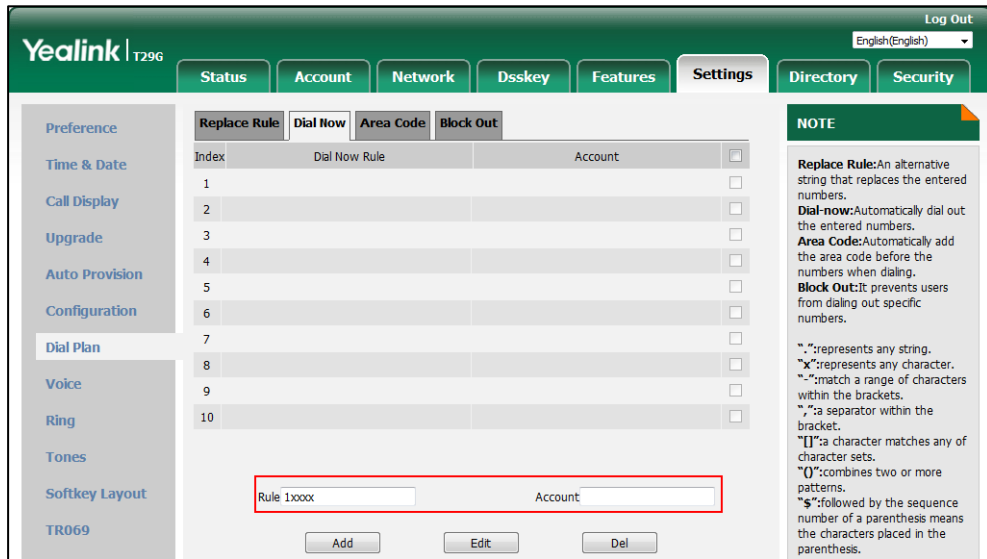 Log Out
Yealink | T29G
English(English)
Status Account Network Dsskey Features Settings Directory Security
Preference
Time & Date
Call Display
Upgrade
Auto Provision
Configuration
Dial Plan
Voice
Ring
Tones
Softkey Layout
TR069
Replace Rule Dial Now Area Code Block Out
Index Dial Now Rule Account
1
2
3
4
5
6
7
8
9
10
Rule 1xxxx Account
Add Edit Del
NOTE
Replace Rule:An alternative
string that replaces the entered
numbers.
Dial-now:Automatically dial out
the entered numbers.
Area Code:Automatically add
the area code before the
numbers when dialing.
Block Out:It prevents users
from dialing out specific
numbers.
".":represents any string.
"x":represents any character.
"-":match a range of characters
within the brackets.
",":a separator within the
bracket.
"[]":a character matches any of
character sets.
"()":combines two or more
patterns.
"$":followed by the sequence
number of a parenthesis means
the characters placed in the
parenthesis.